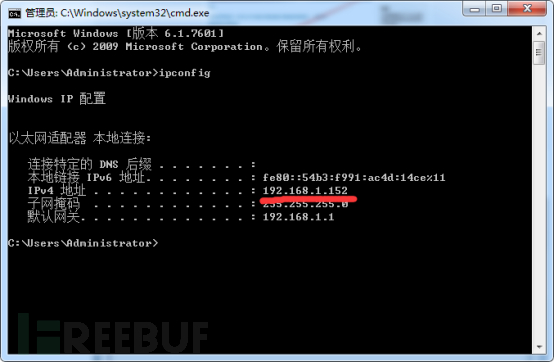 管理员: C:\Windows\system32\cmd.exe
Microsoft Windows [版本 6.1.7601]
版权所有 (c) 2009 Microsoft Corporation。保留所有权利。
C:\Users\Administrator>ipconfig
Windows IP 配置
以太网适配器 本地连接:
连接特定的 DNS 后缀 . . . . . . . :
本地链接 IPv6 地址. . . . . . . . : fe80::54b3:f991:ac4d:14ce%11
IPv4 地址 . . . . . . . . . . . . : 192.168.1.152
子网掩码 . . . . . . . . . . . . : 255.255.255.0
默认网关. . . . . . . . . . . . . : 192.168.1.1
C:\Users\Administrator>
FREEBUF